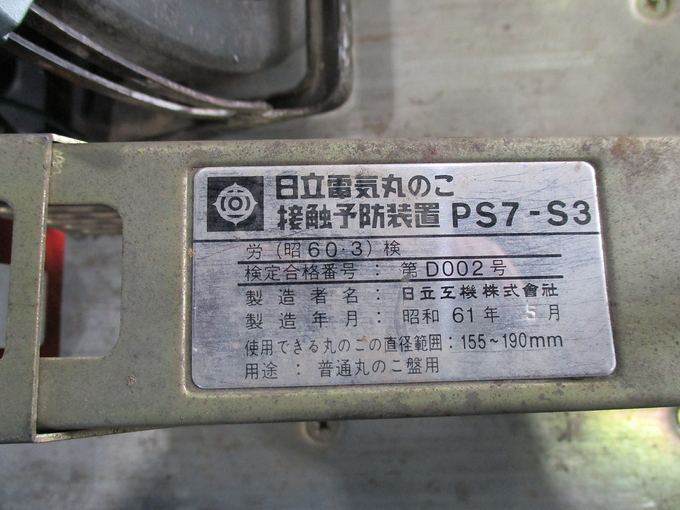 日立電気丸のこ
接触予防装置 PS7-S3
労(昭60・3)検
検定合格番号：第D002号
製造者名：日立工機株式會社
製造年月：昭和61年 5月
使用できる丸のこの直径範囲：155~190mm
用途：普通丸のこ盤用